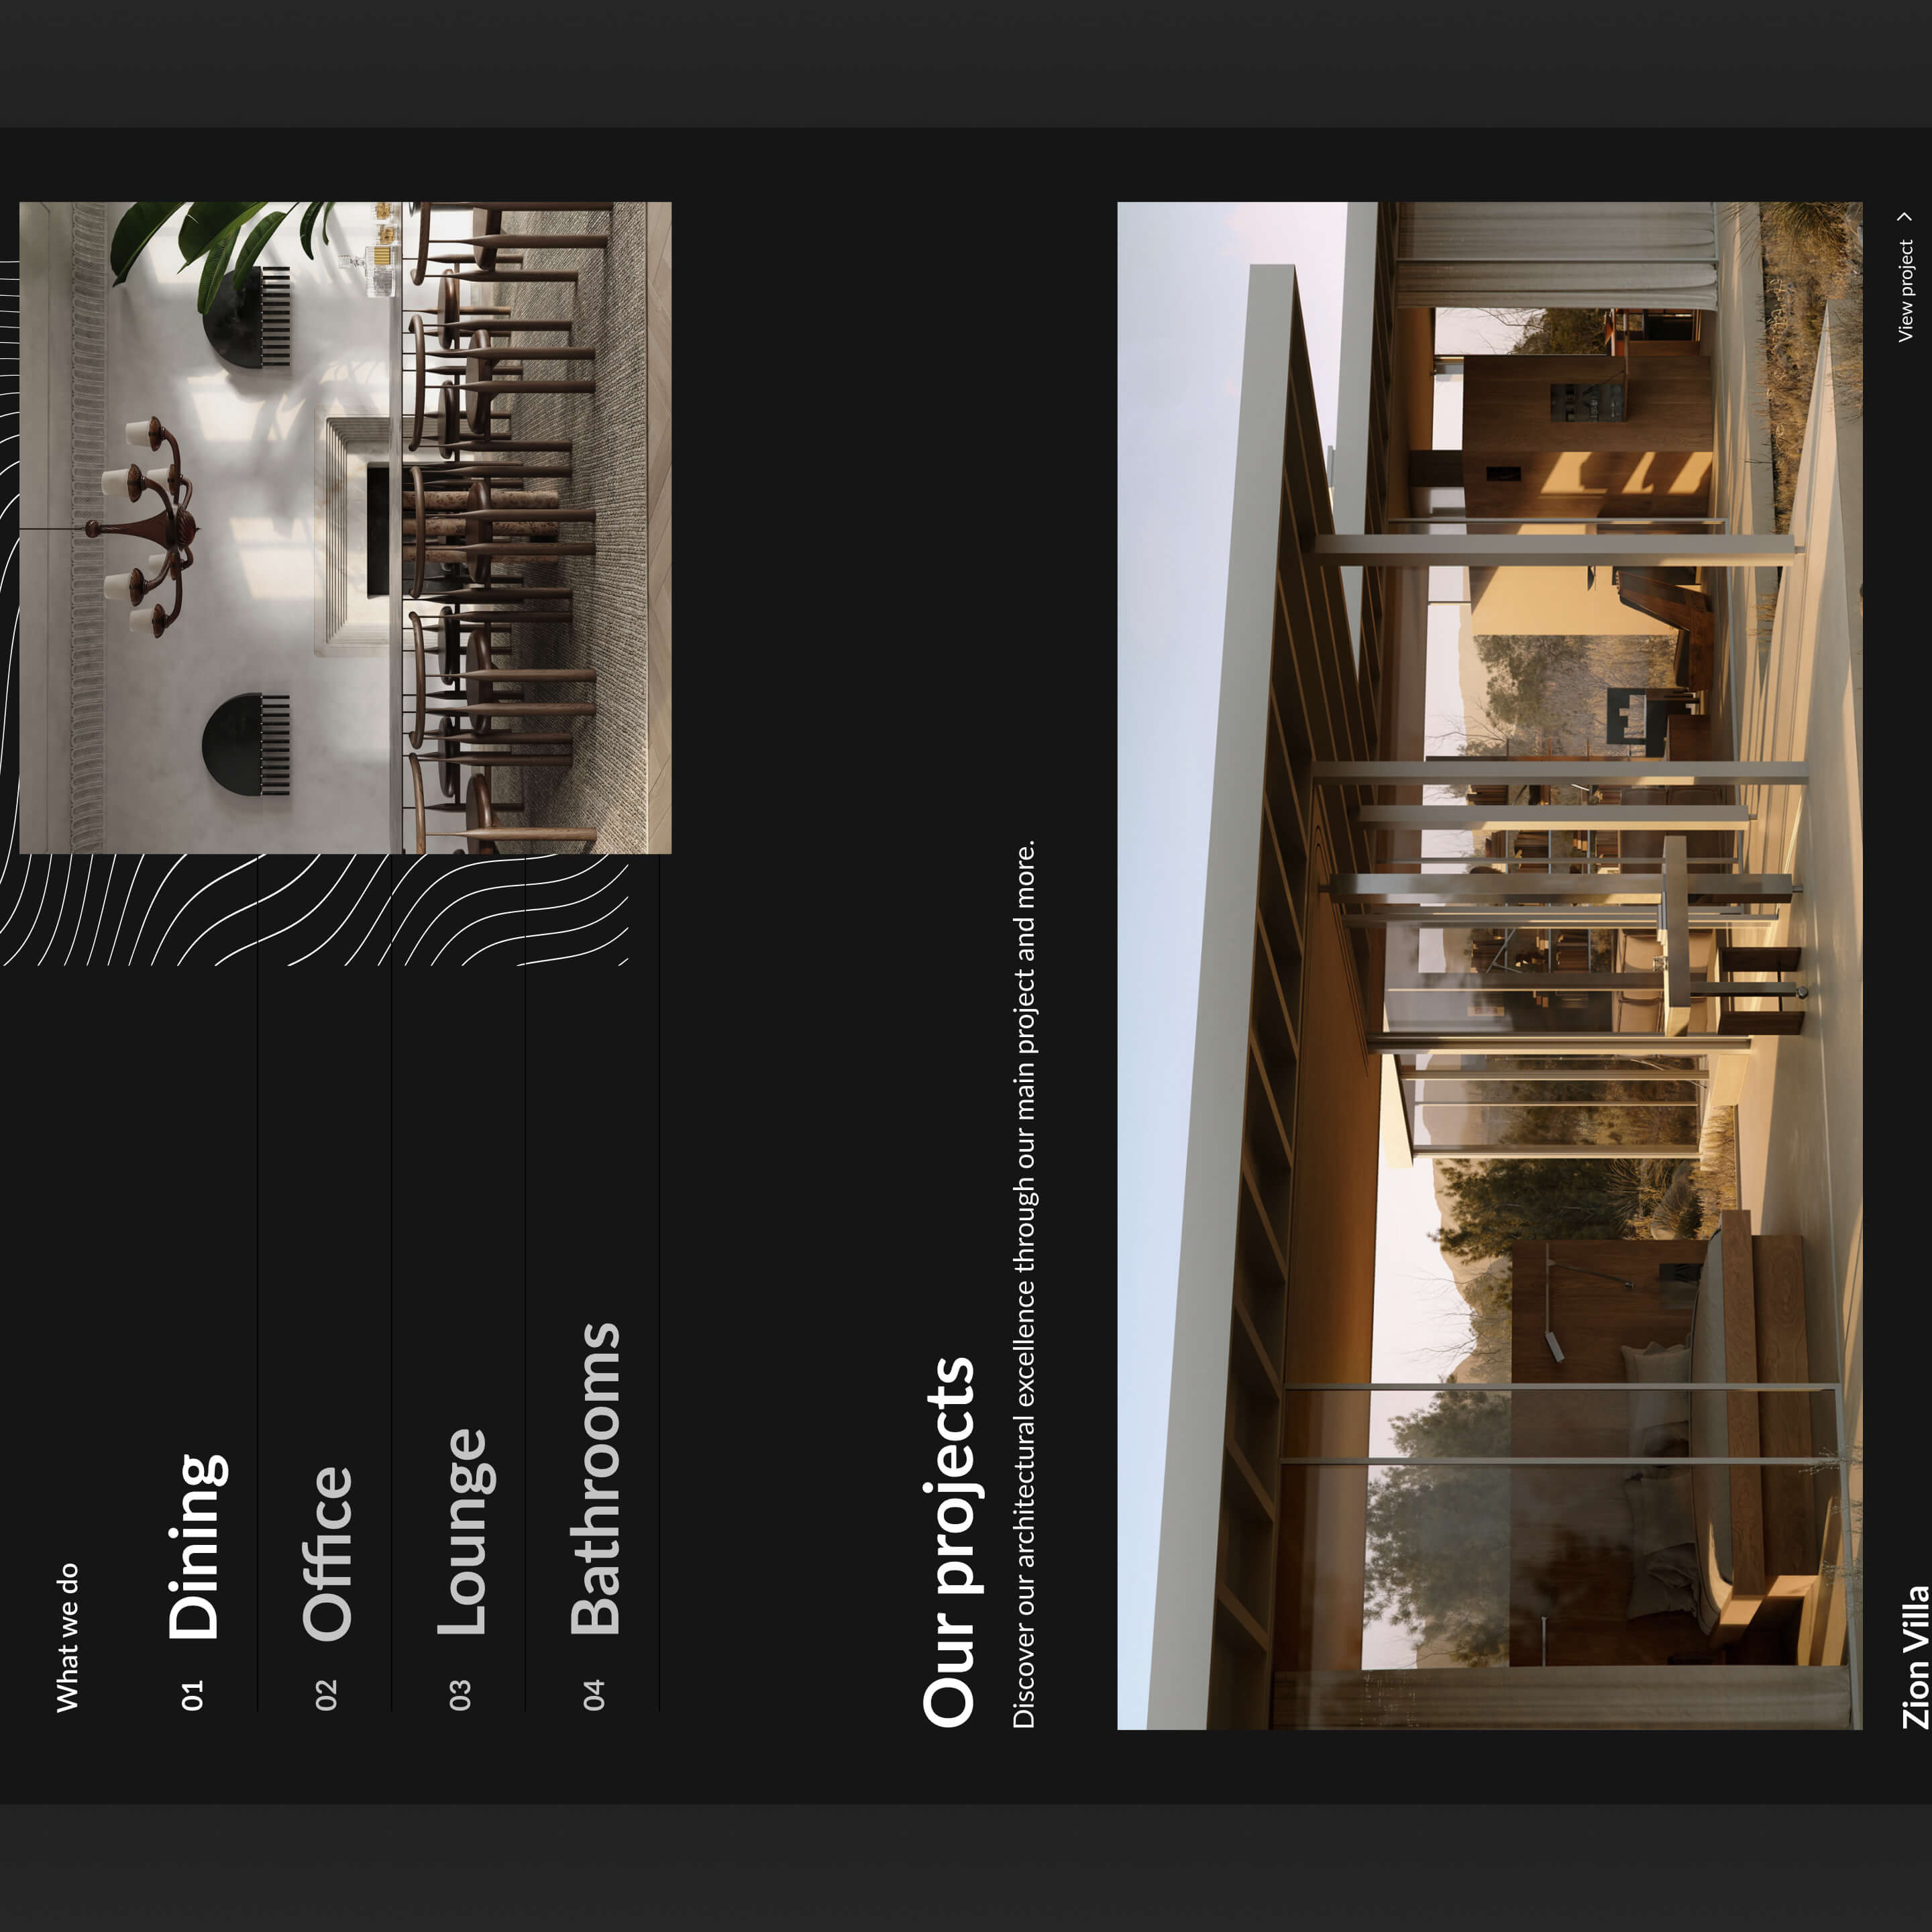 What we do
01 Dining
02 Office
03 Lounge
04 Bathrooms
Our projects
Discover our architectural excellence through our main project and more.
Zion Villa
View project >